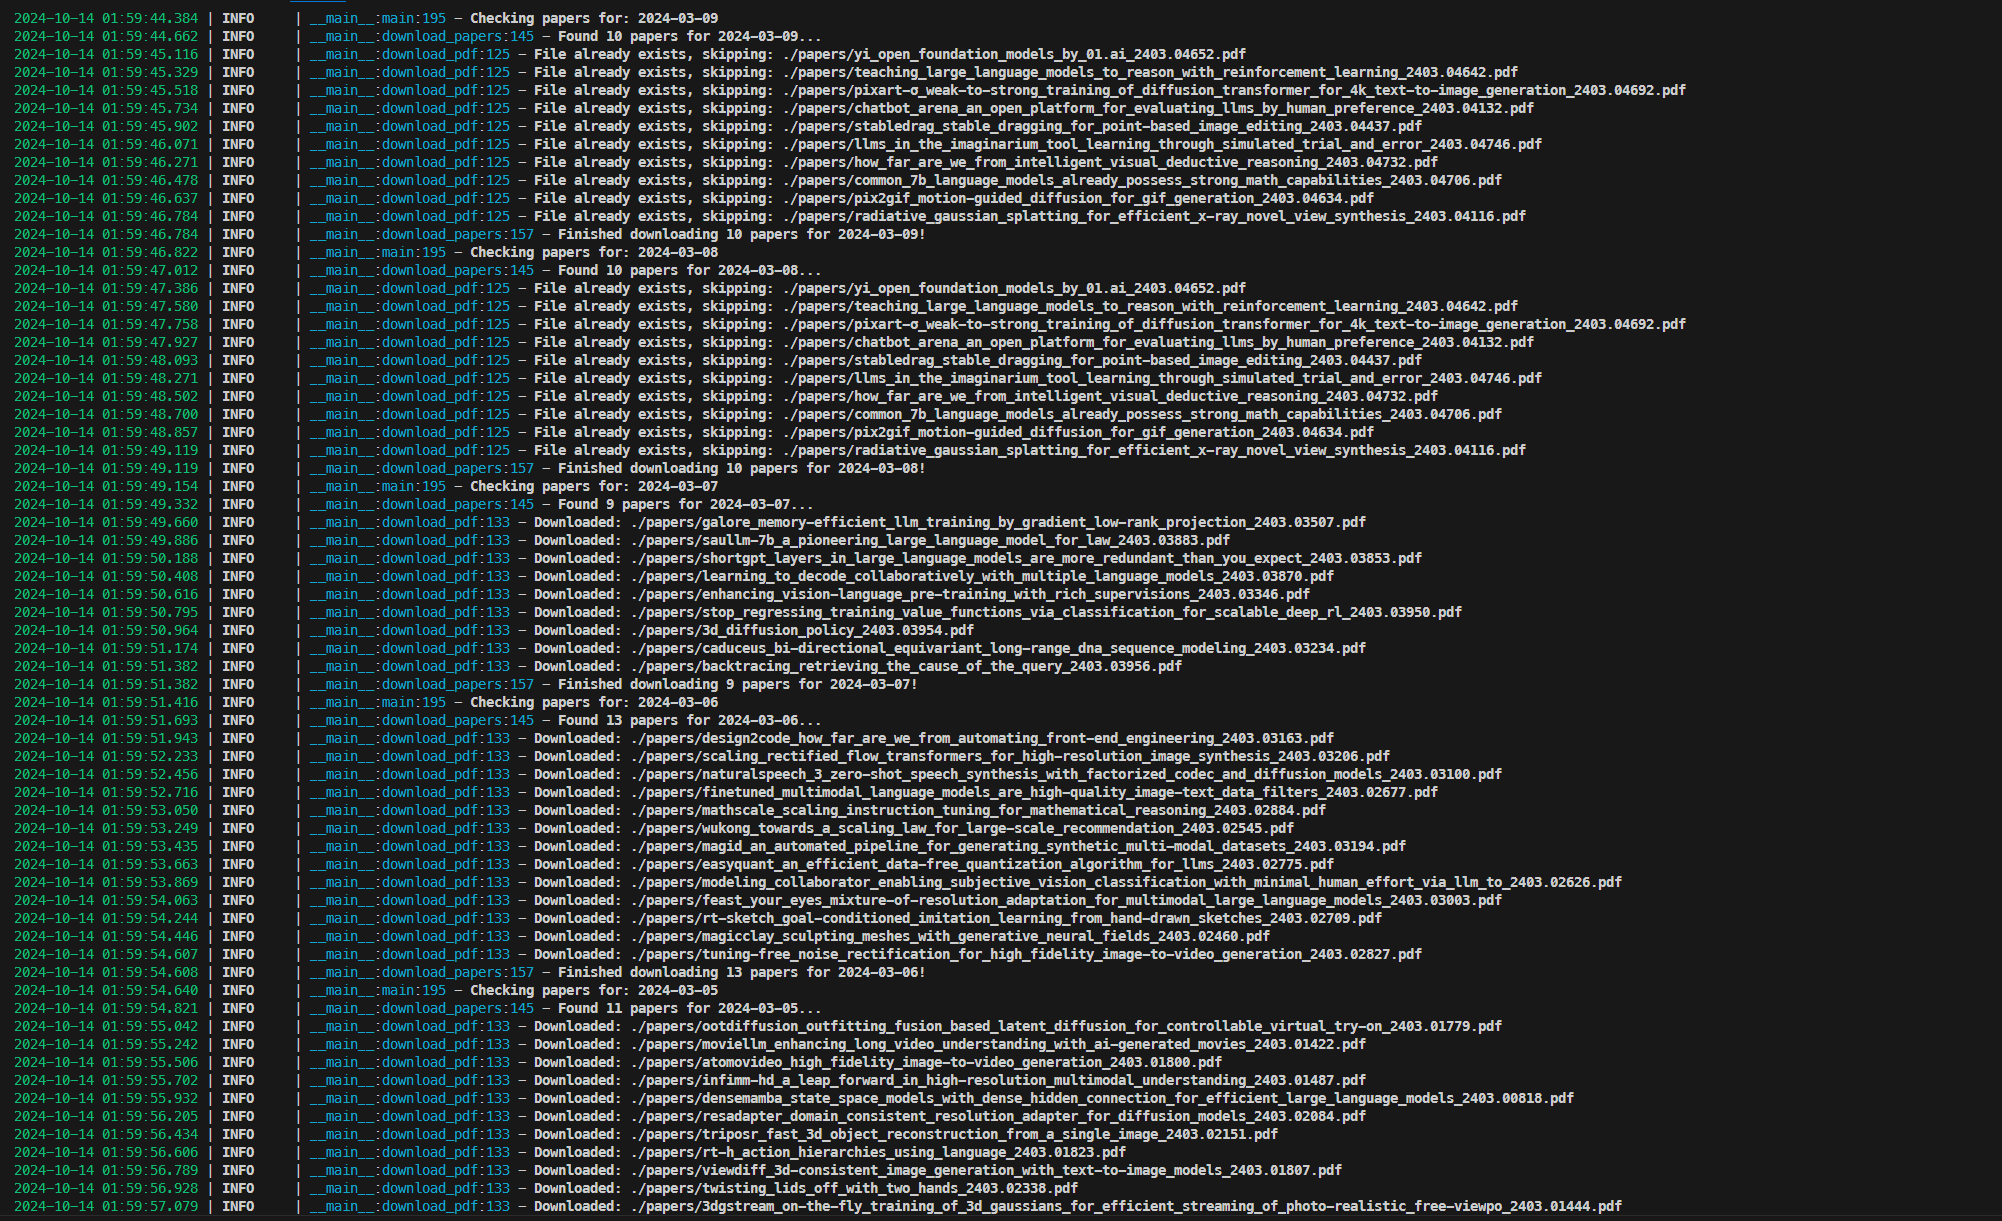 2024-10-14 01:59:44.384 | INFO     | __main__:main:195 - Checking papers for: 2024-03-09
2024-10-14 01:59:44.662 | INFO     | __main__:download_papers:145 - Found 10 papers for 2024-03-09...
2024-10-14 01:59:45.116 | INFO     | __main__:download_pdf:125 - File already exists, skipping: ./papers/yi_open_foundation_models_by_01.ai_2403.04652.pdf
2024-10-14 01:59:45.329 | INFO     | __main__:download_pdf:125 - File already exists, skipping: ./papers/teaching_large_language_models_to_reason_with_reinforcement_learning_2403.04642.pdf
2024-10-14 01:59:45.518 | INFO     | __main__:download_pdf:125 - File already exists, skipping: ./papers/pixart-σ_weak-to-strong_training_of_diffusion_transformer_for_4k_text-to-image_generation_2403.04692.pdf
2024-10-14 01:59:45.734 | INFO     | __main__:download_pdf:125 - File already exists, skipping: ./papers/chatbot_arena_an_open_platform_for_evaluating_llms_by_human_preference_2403.04132.pdf
2024-10-14 01:59:45.902 | INFO     | __main__:download_pdf:125 - File already exists, skipping: ./papers/stabledrag_stable_dragging_for_point-based_image_editing_2403.04437.pdf
2024-10-14 01:59:46.071 | INFO     | __main__:download_pdf:125 - File already exists, skipping: ./papers/llms_in_the_imaginarium_tool_learning_through_simulated_trial_and_error_2403.04746.pdf
2024-10-14 01:59:46.271 | INFO     | __main__:download_pdf:125 - File already exists, skipping: ./papers/how_far_are_we_from_intelligent_visual_deductive_reasoning_2403.04732.pdf
2024-10-14 01:59:46.478 | INFO     | __main__:download_pdf:125 - File already exists, skipping: ./papers/common_7b_language_models_already_possess_strong_math_capabilities_2403.04706.pdf
2024-10-14 01:59:46.637 | INFO     | __main__:download_pdf:125 - File already exists, skipping: ./papers/pix2gif_motion-guided_diffusion_for_gif_generation_2403.04634.pdf
2024-10-14 01:59:46.784 | INFO     | __main__:download_pdf:125 - File already exists, skipping: ./papers/radiative_gaussian_splatting_for_efficient_x-ray_novel_view_synthesis_2403.04116.pdf
2024-10-14 01:59:46.784 | INFO     | __main__:download_papers:157 - Finished downloading 10 papers for 2024-03-09!
2024-10-14 01:59:46.822 | INFO     | __main__:main:195 - Checking papers for: 2024-03-08
2024-10-14 01:59:47.012 | INFO     | __main__:download_papers:145 - Found 10 papers for 2024-03-08...
2024-10-14 01:59:47.386 | INFO     | __main__:download_pdf:125 - File already exists, skipping: ./papers/yi_open_foundation_models_by_01.ai_2403.04652.pdf
2024-10-14 01:59:47.580 | INFO     | __main__:download_pdf:125 - File already exists, skipping: ./papers/teaching_large_language_models_to_reason_with_reinforcement_learning_2403.04642.pdf
2024-10-14 01:59:47.758 | INFO     | __main__:download_pdf:125 - File already exists, skipping: ./papers/pixart-σ_weak-to-strong_training_of_diffusion_transformer_for_4k_text-to-image_generation_2403.04692.pdf
2024-10-14 01:59:47.927 | INFO     | __main__:download_pdf:125 - File already exists, skipping: ./papers/chatbot_arena_an_open_platform_for_evaluating_llms_by_human_preference_2403.04132.pdf
2024-10-14 01:59:48.093 | INFO     | __main__:download_pdf:125 - File already exists, skipping: ./papers/stabledrag_stable_dragging_for_point-based_image_editing_2403.04437.pdf
2024-10-14 01:59:48.271 | INFO     | __main__:download_pdf:125 - File already exists, skipping: ./papers/llms_in_the_imaginarium_tool_learning_through_simulated_trial_and_error_2403.04746.pdf
2024-10-14 01:59:48.502 | INFO     | __main__:download_pdf:125 - File already exists, skipping: ./papers/how_far_are_we_from_intelligent_visual_deductive_reasoning_2403.04732.pdf
2024-10-14 01:59:48.700 | INFO     | __main__:download_pdf:125 - File already exists, skipping: ./papers/common_7b_language_models_already_possess_strong_math_capabilities_2403.04706.pdf
2024-10-14 01:59:48.857 | INFO     | __main__:download_pdf:125 - File already exists, skipping: ./papers/pix2gif_motion-guided_diffusion_for_gif_generation_2403.04634.pdf
2024-10-14 01:59:49.119 | INFO     | __main__:download_pdf:125 - File already exists, skipping: ./papers/radiative_gaussian_splatting_for_efficient_x-ray_novel_view_synthesis_2403.04116.pdf
2024-10-14 01:59:49.119 | INFO     | __main__:download_papers:157 - Finished downloading 10 papers for 2024-03-08!
2024-10-14 01:59:49.154 | INFO     | __main__:main:195 - Checking papers for: 2024-03-07
2024-10-14 01:59:49.332 | INFO     | __main__:download_papers:145 - Found 9 papers for 2024-03-07...
2024-10-14 01:59:49.660 | INFO     | __main__:download_pdf:133 - Downloaded: ./papers/galore_memory-efficient_llm_training_by_gradient_low-rank_projection_2403.03507.pdf
2024-10-14 01:59:49.886 | INFO     | __main__:download_pdf:133 - Downloaded: ./papers/saullm-7b_a_pioneering_large_language_model_for_law_2403.03883.pdf
2024-10-14 01:59:50.188 | INFO     | __main__:download_pdf:133 - Downloaded: ./papers/shortgpt_layers_in_large_language_models_are_more_redundant_than_you_expect_2403.03853.pdf
2024-10-14 01:59:50.408 | INFO     | __main__:download_pdf:133 - Downloaded: ./papers/learning_to_decode_collaboratively_with_multiple_language_models_2403.03870.pdf
2024-10-14 01:59:50.616 | INFO     | __main__:download_pdf:133 - Downloaded: ./papers/enhancing_vision-language_pre-training_with_rich_supervisions_2403.03346.pdf
2024-10-14 01:59:50.795 | INFO     | __main__:download_pdf:133 - Downloaded: ./papers/stop_regressing_training_value_functions_via_classification_for_scalable_deep_rl_2403.03950.pdf
2024-10-14 01:59:50.964 | INFO     | __main__:download_pdf:133 - Downloaded: ./papers/3d_diffusion_policy_2403.03954.pdf
2024-10-14 01:59:51.174 | INFO     | __main__:download_pdf:133 - Downloaded: ./papers/caduceus_bi-directional_equivariant_long-range_dna_sequence_modeling_2403.03234.pdf
2024-10-14 01:59:51.382 | INFO     | __main__:download_pdf:133 - Downloaded: ./papers/backtracing_retrieving_the_cause_of_the_query_2403.03956.pdf
2024-10-14 01:59:51.382 | INFO     | __main__:download_papers:157 - Finished downloading 9 papers for 2024-03-07!
2024-10-14 01:59:51.416 | INFO     | __main__:main:195 - Checking papers for: 2024-03-06
2024-10-14 01:59:51.693 | INFO     | __main__:download_papers:145 - Found 13 papers for 2024-03-06...
2024-10-14 01:59:51.943 | INFO     | __main__:download_pdf:133 - Downloaded: ./papers/design2code_how_far_are_we_from_automating_front-end_engineering_2403.03163.pdf
2024-10-14 01:59:52.233 | INFO     | __main__:download_pdf:133 - Downloaded: ./papers/scaling_rectified_flow_transformers_for_high-resolution_image_synthesis_2403.03206.pdf
2024-10-14 01:59:52.456 | INFO     | __main__:download_pdf:133 - Downloaded: ./papers/naturalspeech_3_zero-shot_speech_synthesis_with_factorized_codec_and_diffusion_models_2403.03100.pdf
2024-10-14 01:59:52.716 | INFO     | __main__:download_pdf:133 - Downloaded: ./papers/finetuned_multimodal_language_models_are_high-quality_image-text_data_filters_2403.02677.pdf
2024-10-14 01:59:53.050 | INFO     | __main__:download_pdf:133 - Downloaded: ./papers/mathscale_scaling_instruction_tuning_for_mathematical_reasoning_2403.02884.pdf
2024-10-14 01:59:53.249 | INFO     | __main__:download_pdf:133 - Downloaded: ./papers/wukong_towards_a_scaling_law_for_large-scale_recommendation_2403.02545.pdf
2024-10-14 01:59:53.435 | INFO     | __main__:download_pdf:133 - Downloaded: ./papers/magid_an_automated_pipeline_for_generating_synthetic_multi-modal_datasets_2403.03194.pdf
2024-10-14 01:59:53.663 | INFO     | __main__:download_pdf:133 - Downloaded: ./papers/easyquant_an_efficient_data-free_quantization_algorithm_for_llms_2403.02775.pdf
2024-10-14 01:59:53.869 | INFO     | __main__:download_pdf:133 - Downloaded: ./papers/modeling_collaborator_enabling_subjective_vision_classification_with_minimal_human_effort_via_llm_to_2403.02626.pdf
2024-10-14 01:59:54.063 | INFO     | __main__:download_pdf:133 - Downloaded: ./papers/feast_your_eyes_mixture-of-resolution_adaptation_for_multimodal_large_language_models_2403.03003.pdf
2024-10-14 01:59:54.244 | INFO     | __main__:download_pdf:133 - Downloaded: ./papers/rt-sketch_goal-conditioned_imitation_learning_from_hand-drawn_sketches_2403.02709.pdf
2024-10-14 01:59:54.446 | INFO     | __main__:download_pdf:133 - Downloaded: ./papers/magicclay_sculpting_meshes_with_generative_neural_fields_2403.02460.pdf
2024-10-14 01:59:54.607 | INFO     | __main__:download_pdf:133 - Downloaded: ./papers/tuning-free_noise_rectification_for_high_fidelity_image-to-video_generation_2403.02827.pdf
2024-10-14 01:59:54.608 | INFO     | __main__:download_papers:157 - Finished downloading 13 papers for 2024-03-06!
2024-10-14 01:59:54.640 | INFO     | __main__:main:195 - Checking papers for: 2024-03-05
2024-10-14 01:59:54.821 | INFO     | __main__:download_papers:145 - Found 11 papers for 2024-03-05...
2024-10-14 01:59:55.042 | INFO     | __main__:download_pdf:133 - Downloaded: ./papers/ootdiffusion_outfitting_fusion_based_latent_diffusion_for_controllable_virtual_try-on_2403.01779.pdf
2024-10-14 01:59:55.242 | INFO     | __main__:download_pdf:133 - Downloaded: ./papers/moviellm_enhancing_long_video_understanding_with_ai-generated_movies_2403.01422.pdf
2024-10-14 01:59:55.506 | INFO     | __main__:download_pdf:133 - Downloaded: ./papers/atomovideo_high_fidelity_image-to-video_generation_2403.01800.pdf
2024-10-14 01:59:55.702 | INFO     | __main__:download_pdf:133 - Downloaded: ./papers/infimm-hd_a_leap_forward_in_high-resolution_multimodal_understanding_2403.01487.pdf
2024-10-14 01:59:55.932 | INFO     | __main__:download_pdf:133 - Downloaded: ./papers/densemamba_state_space_models_with_dense_hidden_connection_for_efficient_large_language_models_2403.00818.pdf
2024-10-14 01:59:56.205 | INFO     | __main__:download_pdf:133 - Downloaded: ./papers/resadapter_domain_consistent_resolution_adapter_for_diffusion_models_2403.02084.pdf
2024-10-14 01:59:56.434 | INFO     | __main__:download_pdf:133 - Downloaded: ./papers/triposr_fast_3d_object_reconstruction_from_a_single_image_2403.02151.pdf
2024-10-14 01:59:56.606 | INFO     | __main__:download_pdf:133 - Downloaded: ./papers/rt-h_action_hierarchies_using_language_2403.01823.pdf
2024-10-14 01:59:56.789 | INFO     | __main__:download_pdf:133 - Downloaded: ./papers/viewdiff_3d-consistent_image_generation_with_text-to-image_models_2403.01807.pdf
2024-10-14 01:59:56.928 | INFO     | __main__:download_pdf:133 - Downloaded: ./papers/twisting_lids_off_with_two_hands_2403.02338.pdf
2024-10-14 01:59:57.079 | INFO     | __main__:download_pdf:133 - Downloaded: ./papers/3dgstream_on-the-fly_training_of_3d_gaussians_for_efficient_streaming_of_photo-realistic_free-viewpo_2403.01444.pdf